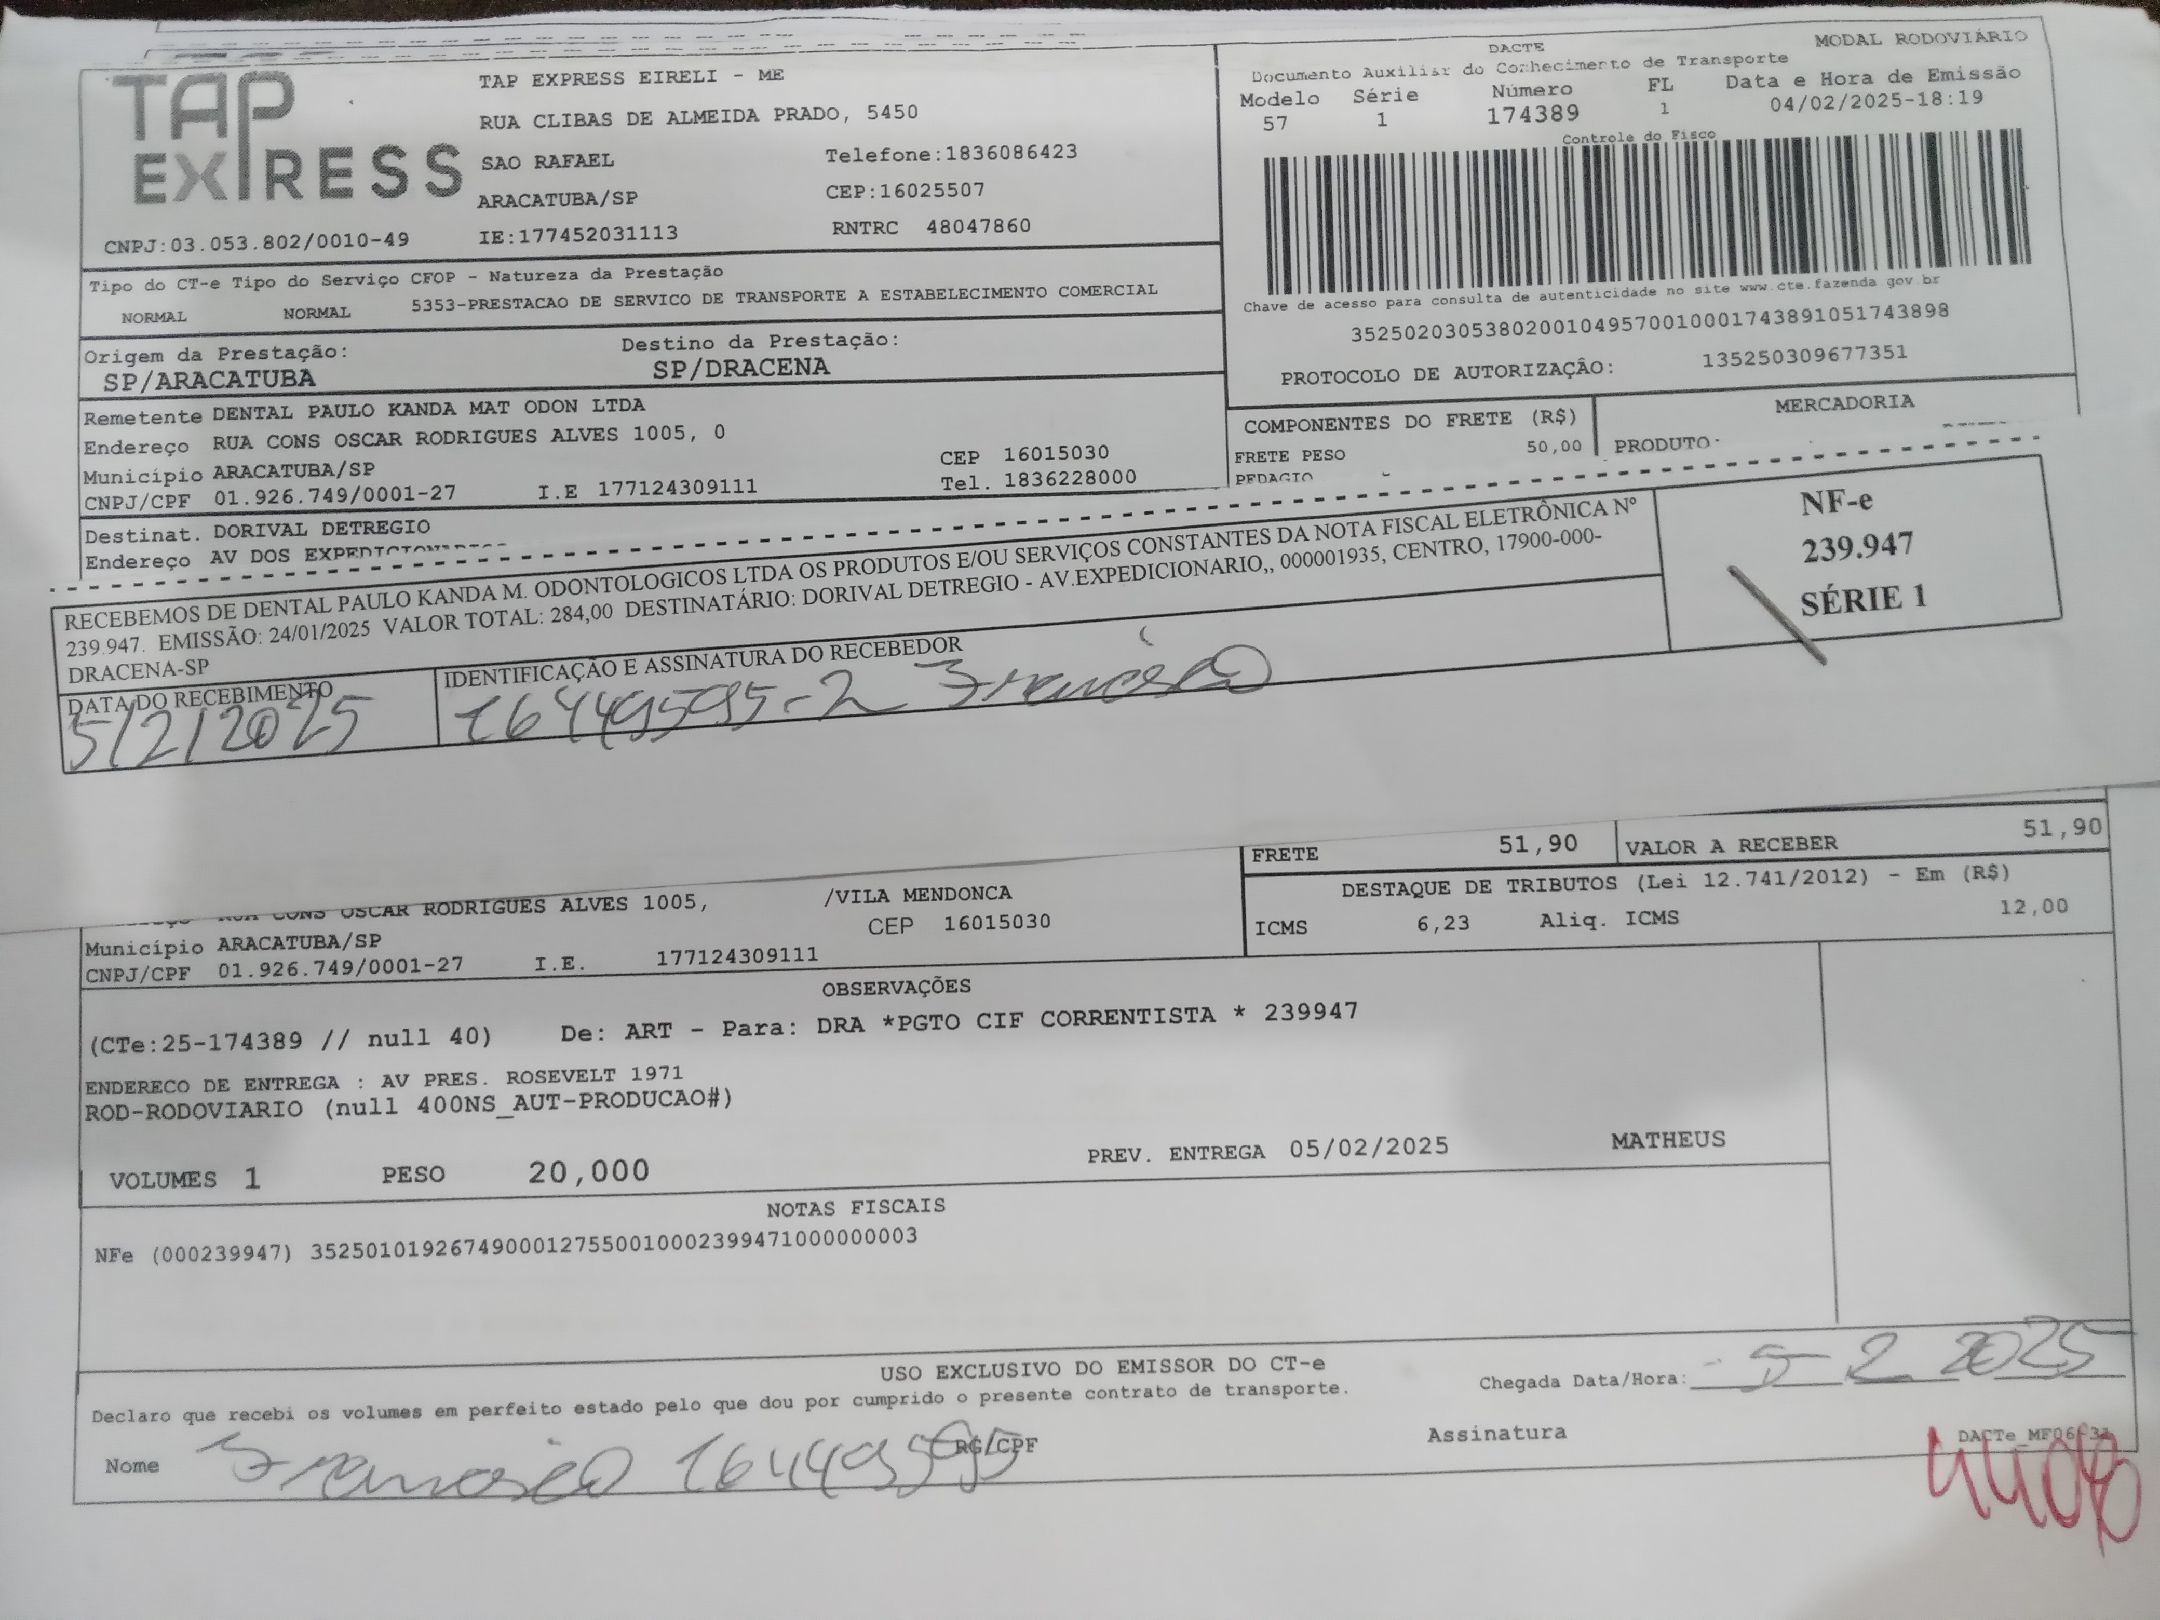 TAP EXPRESS
TAP EXPRESS EIRELI - ME
RUA CLIBAS DE ALMEIDA PRADO, 5450
SAO RAFAEL Telefone:1836086423
ARACATUBA/SP CEP:16025507
CNPJ:03.053.802/0010-49 IE:177452031113 RNTRC 48047860
DACTE MODAL RODOVIÁRIO
Documento Auxiliar do Conhecimento de Transporte
Modelo Série Número FL Data e Hora de Emissão
57 1 174389 1 04/02/2025-18:19
Controle do Fisco
Chave de acesso para consulta de autenticidade no site www.cte.fazenda gov br
35250203053802001049570010001743891051743898
PROTOCOLO DE AUTORIZAÇÂO: 135250309677351
Tipo do CT-e Tipo do Serviço CFOP - Natureza da Prestação
NORMAL NORMAL 5353-PRESTACAO DE SERVICO DE TRANSPORTE A ESTABELECIMENTO COMERCIAL
Origem da Prestação: Destino da Prestação:
SP/ARACATUBA SP/DRACENA
Remetente DENTAL PAULO KANDA MAT ODON LTDA
Endereço RUA CONS OSCAR RODRIGUES ALVES 1005, 0
Município ARACATUBA/SP CEP 16015030
CNPJ/CPF 01.926.749/0001-27 I.E 177124309111 Tel. 1836228000
COMPONENTES DO FRETE (R$) MERCADORIA
FRETE PESO 50,00 PRODUTO
PEDAGIO
Destinat. DORIVAL DETREGIO
Endereço AV DOS
RECEBEMOS DE DENTAL PAULO KANDA M. ODONTOLOGICOS LTDA OS PRODUTOS E/OU SERVIÇOS CONSTANTES DA NOTA FISCAL ELETRÔNICA Nº
239.947. EMISSÃO: 24/01/2025 VALOR TOTAL: 284,00 DESTINATÁRIO: DORIVAL DETREGIO - AV.EXPEDICIONARIO,, 000001935, CENTRO, 17900-000-
DRACENA-SP
NF-e
239.947
SÉRIE 1
DATA DO RECEBIMENTO IDENTIFICAÇÃO E ASSINATURA DO RECEBEDOR
5/2/2025 16449595-2 Francisco
FRETE 51,90 VALOR A RECEBER 51,90
DESTAQUE DE TRIBUTOS (Lei 12.741/2012) - Em (R$)
ICMS 6,23 Aliq. ICMS 12,00
RUA CONS OSCAR RODRIGUES ALVES 1005, /VILA MENDONCA
Município ARACATUBA/SP CEP 16015030
CNPJ/CPF 01.926.749/0001-27 I.E. 177124309111
OBSERVAÇÕES
(CTe:25-174389 // null 40) De: ART - Para: DRA *PGTO CIF CORRENTISTA * 239947
ENDERECO DE ENTREGA : AV PRES. ROSEVELT 1971
ROD-RODOVIARIO (null 400NS_AUT-PRODUCAO#)
VOLUMES 1 PESO 20,000 PREV. ENTREGA 05/02/2025 MATHEUS
NOTAS FISCAIS
NFe (000239947) 35250101926749000127550010002399471000000003
USO EXCLUSIVO DO EMISSOR DO CT-e
Declaro que recebi os volumes em perfeito estado pelo que dou por cumprido o presente contrato de transporte.
Chegada Data/Hora: 5 2 2025
Nome Francisco 16449595 RG/CPF Assinatura